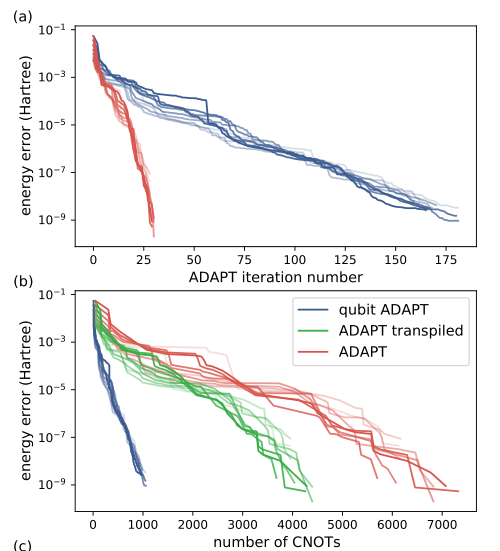 (a)
10⁻¹
10⁻³
10⁻⁵
10⁻⁷
10⁻⁹
energy error (Hartree)
0 25 50 75 100 125 150 175
ADAPT iteration number
(b)
10⁻¹
10⁻³
10⁻⁵
10⁻⁷
10⁻⁹
energy error (Hartree)
qubit ADAPT
ADAPT transpiled
ADAPT
0 1000 2000 3000 4000 5000 6000 7000
number of CNOTs
(c)